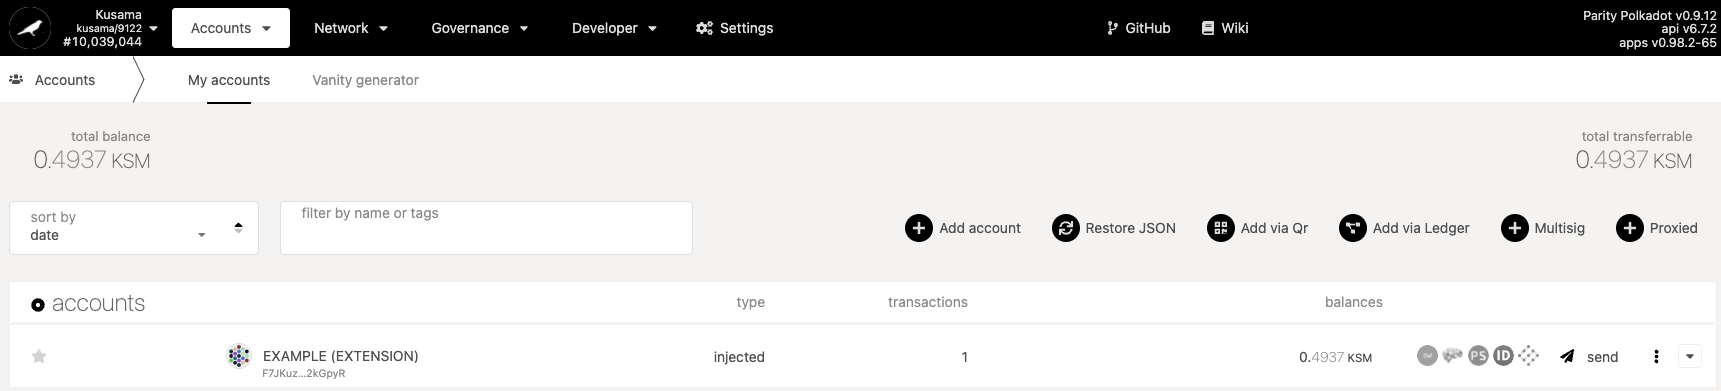 Kusama
kusama/9122
#10,039,044
Accounts
Network
Governance
Developer
Settings
GitHub
Wiki
Parity Polkadot v0.9.12
api v6.7.2
apps v0.98.2-65
Accounts
My accounts
Vanity generator
total balance
0.4937 KSM
total transferrable
0.4937 KSM
sort by
date
filter by name or tags
Add account
Restore JSON
Add via Qr
Add via Ledger
Multisig
Proxied
accounts
type
transactions
balances
EXAMPLE (EXTENSION)
F7JKuz...2kGpyR
injected
1
0.4937 KSM
PS
ID
send